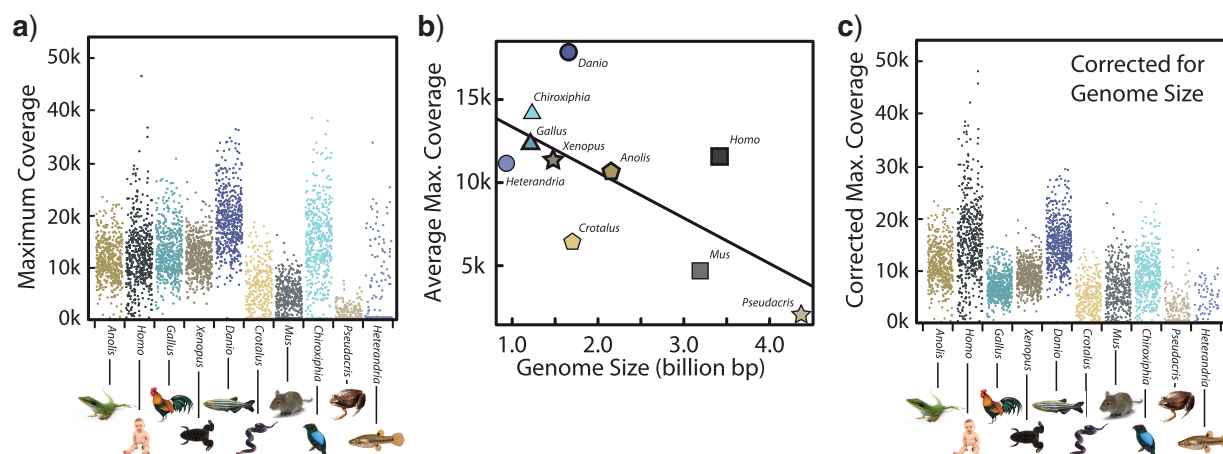 a)
Maximum Coverage
50k
40k
30k
20k
10k
0k
Anolis
Homo
Gallus
Xenopus
Danio
Crotalus
Mus
Chiroxiphia
Pseudacris
Heterandria
b)
Average Max. Coverage
15k
10k
5k
Danio
Chiroxiphia
Gallus
Xenopus
Homo
Anolis
Heterandria
Crotalus
Mus
Pseudacris
1.0 2.0 3.0 4.0
Genome Size (billion bp)
c)
Corrected Max. Coverage
50k
40k
30k
20k
10k
0k
Corrected for
Genome Size
Anolis
Homo
Gallus
Xenopus
Danio
Crotalus
Mus
Chiroxiphia
Pseudacris
Heterandria